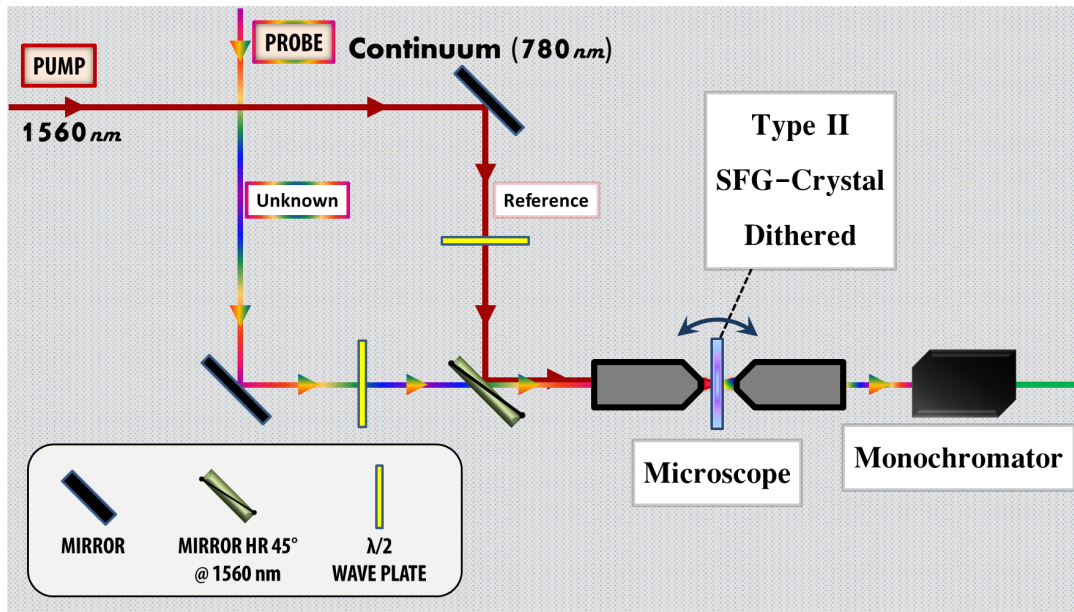 PROBE
Continuum (780 nm)
PUMP
1560 nm
Unknown
Reference
Type II
SFG-Crystal
Dithered
Microscope
Monochromator
MIRROR
MIRROR HR 45°
@ 1560 nm
λ/2
WAVE PLATE